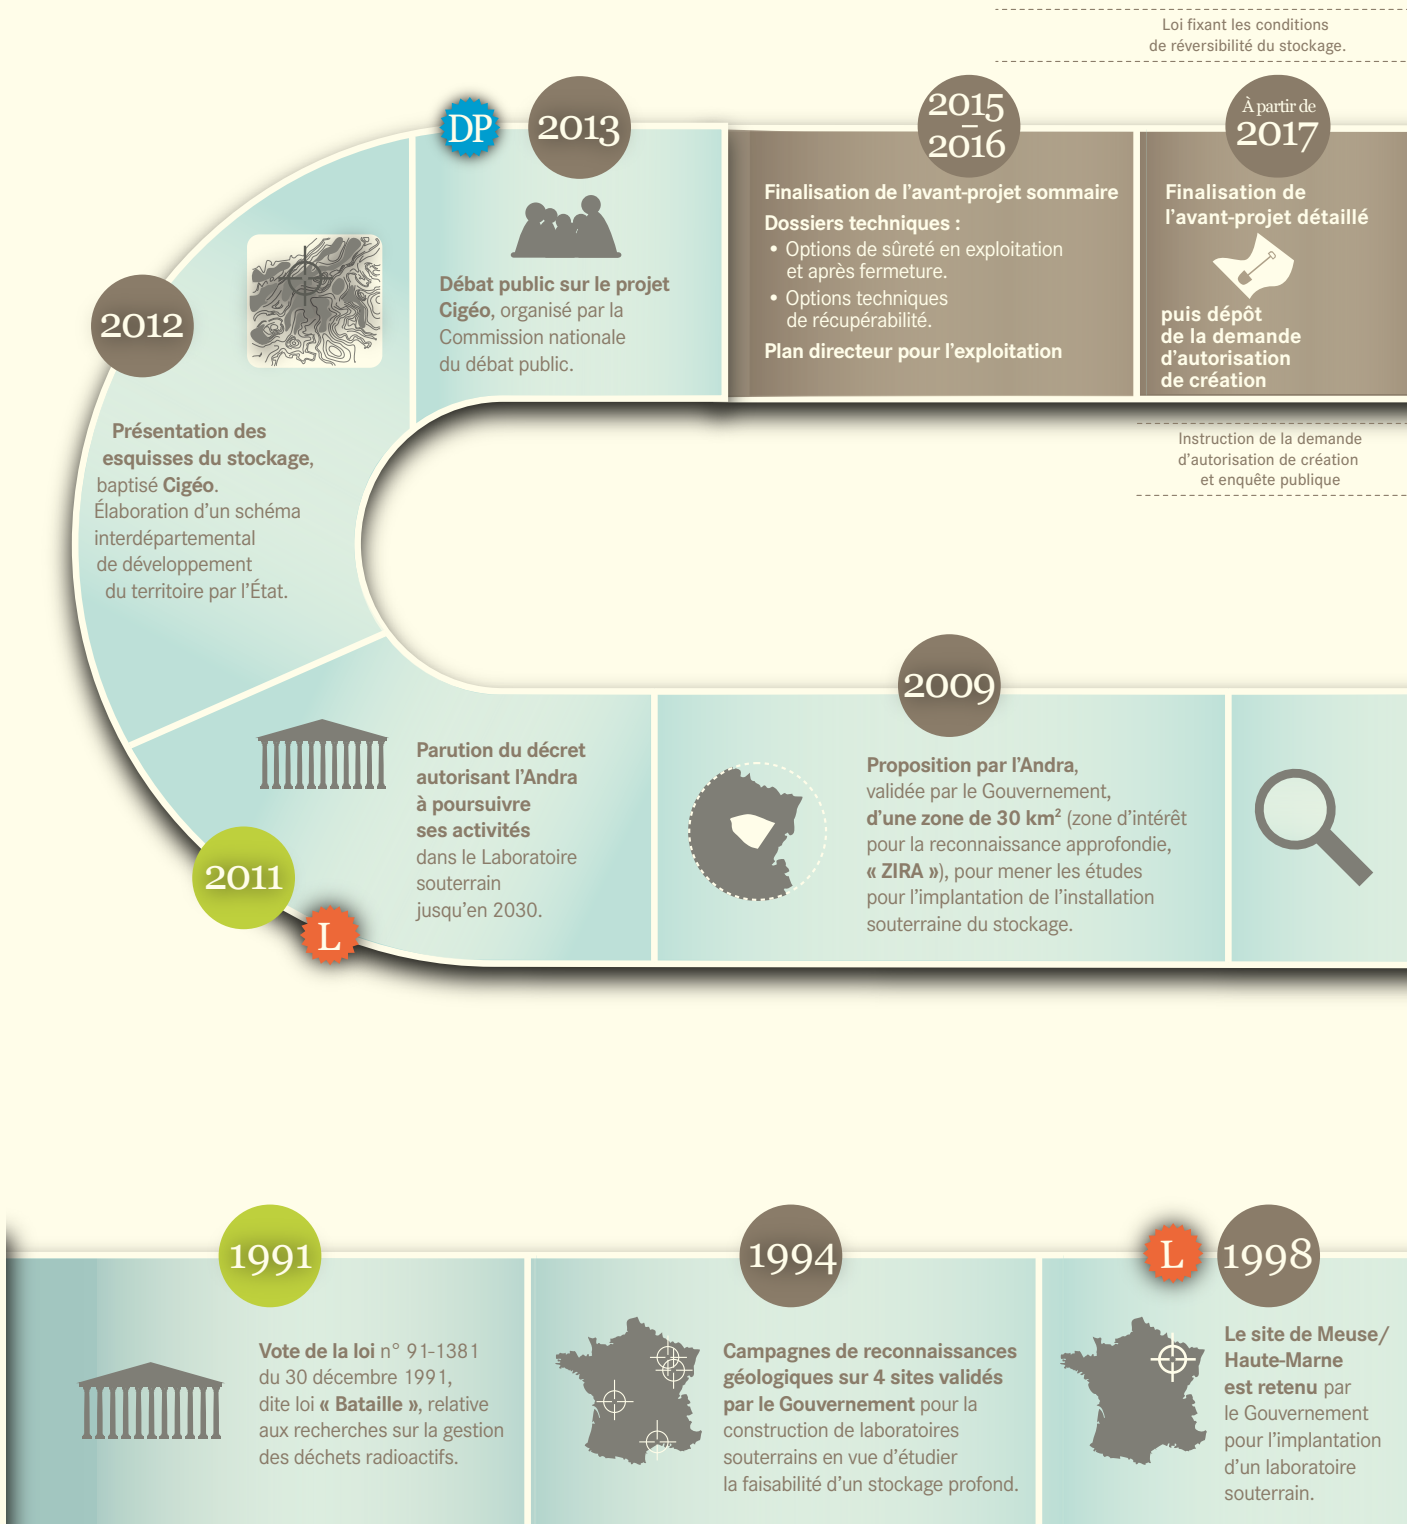 Loi fixant les conditions
de réversibilité du stockage.
DP
2013
Débat public sur le projet
Cigéo, organisé par la
Commission nationale
du débat public.
2015
–
2016
Finalisation de l’avant-projet sommaire
Dossiers techniques :
• Options de sûreté en exploitation
et après fermeture.
• Options techniques
de récupérabilité.
Plan directeur pour l’exploitation
À partir de
2017
Finalisation de
l’avant-projet détaillé
puis dépôt
de la demande
d’autorisation
de création
Instruction de la demande
d’autorisation de création
et enquête publique
2012
Présentation des
esquisses du stockage,
baptisé Cigéo.
Élaboration d’un schéma
interdépartemental
de développement
du territoire par l’État.
2011
L
Parution du décret
autorisant l’Andra
à poursuivre
ses activités
dans le Laboratoire
souterrain
jusqu’en 2030.
2009
Proposition par l’Andra,
validée par le Gouvernement,
d’une zone de 30 km² (zone d’intérêt
pour la reconnaissance approfondie,
« ZIRA »), pour mener les études
pour l’implantation de l’installation
souterraine du stockage.
1991
Vote de la loi n° 91-1381
du 30 décembre 1991,
dite loi « Bataille », relative
aux recherches sur la gestion
des déchets radioactifs.
1994
Campagnes de reconnaissances
géologiques sur 4 sites validés
par le Gouvernement pour la
construction de laboratoires
souterrains en vue d’étudier
la faisabilité d’un stockage profond.
L
1998
Le site de Meuse/
Haute-Marne
est retenu par
le Gouvernement
pour l’implantation
d’un laboratoire
souterrain.